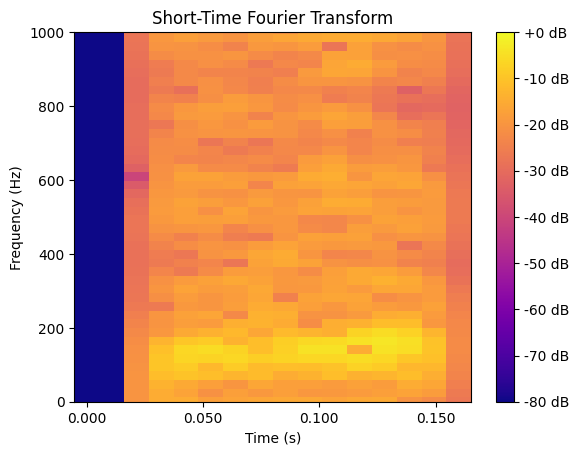 Short-Time Fourier Transform
Frequency (Hz)
1000
800
600
400
200
0
0.000 0.050 0.100 0.150
Time (s)
+0 dB
-10 dB
-20 dB
-30 dB
-40 dB
-50 dB
-60 dB
-70 dB
-80 dB